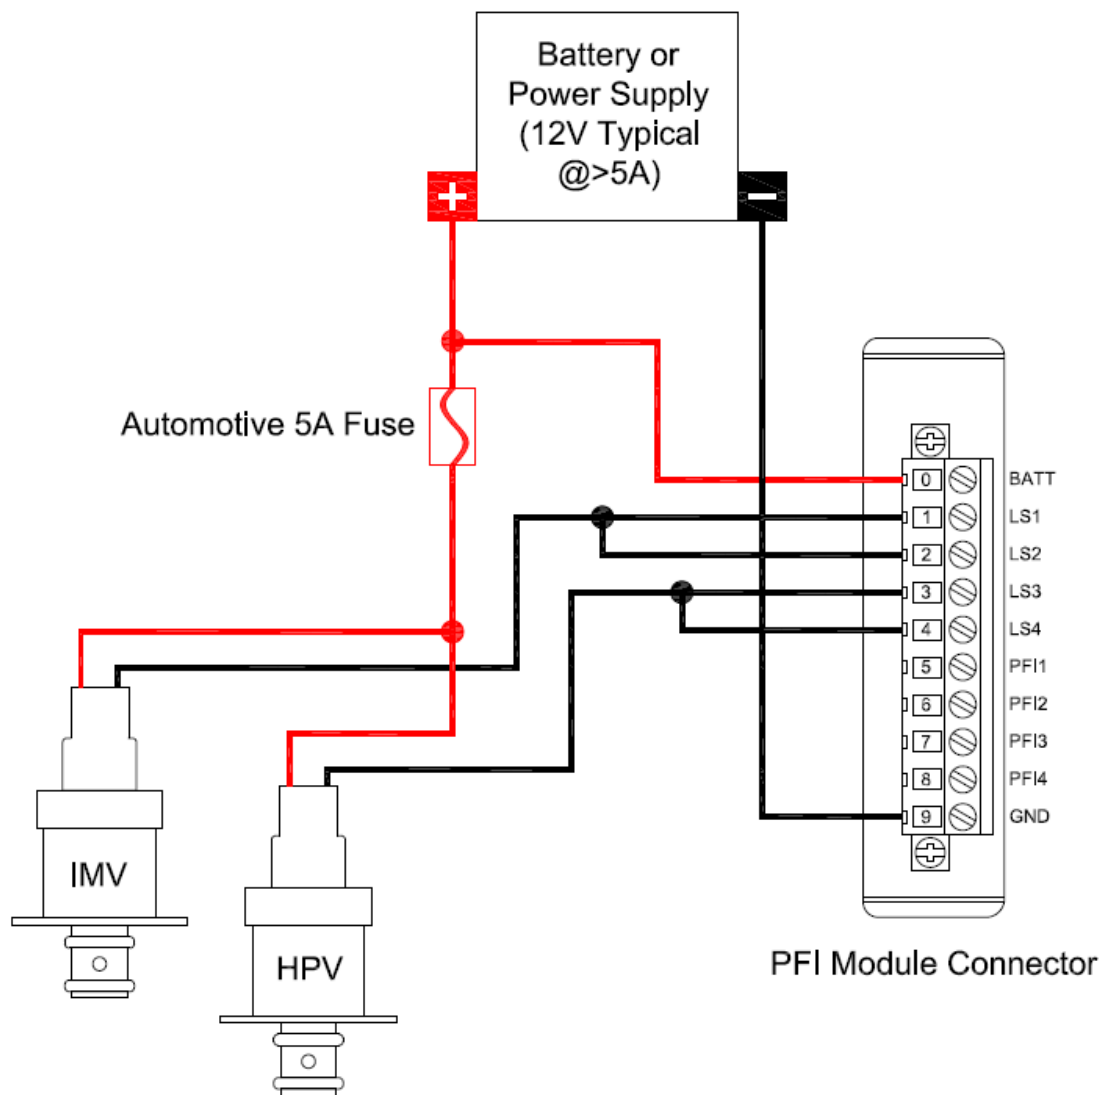 Battery or
Power Supply
(12V Typical
@>5A)
Automotive 5A Fuse
0 BATT
1 LS1
2 LS2
3 LS3
4 LS4
5 PFI1
6 PFI2
7 PFI3
8 PFI4
9 GND
IMV
HPV
PFI Module Connector